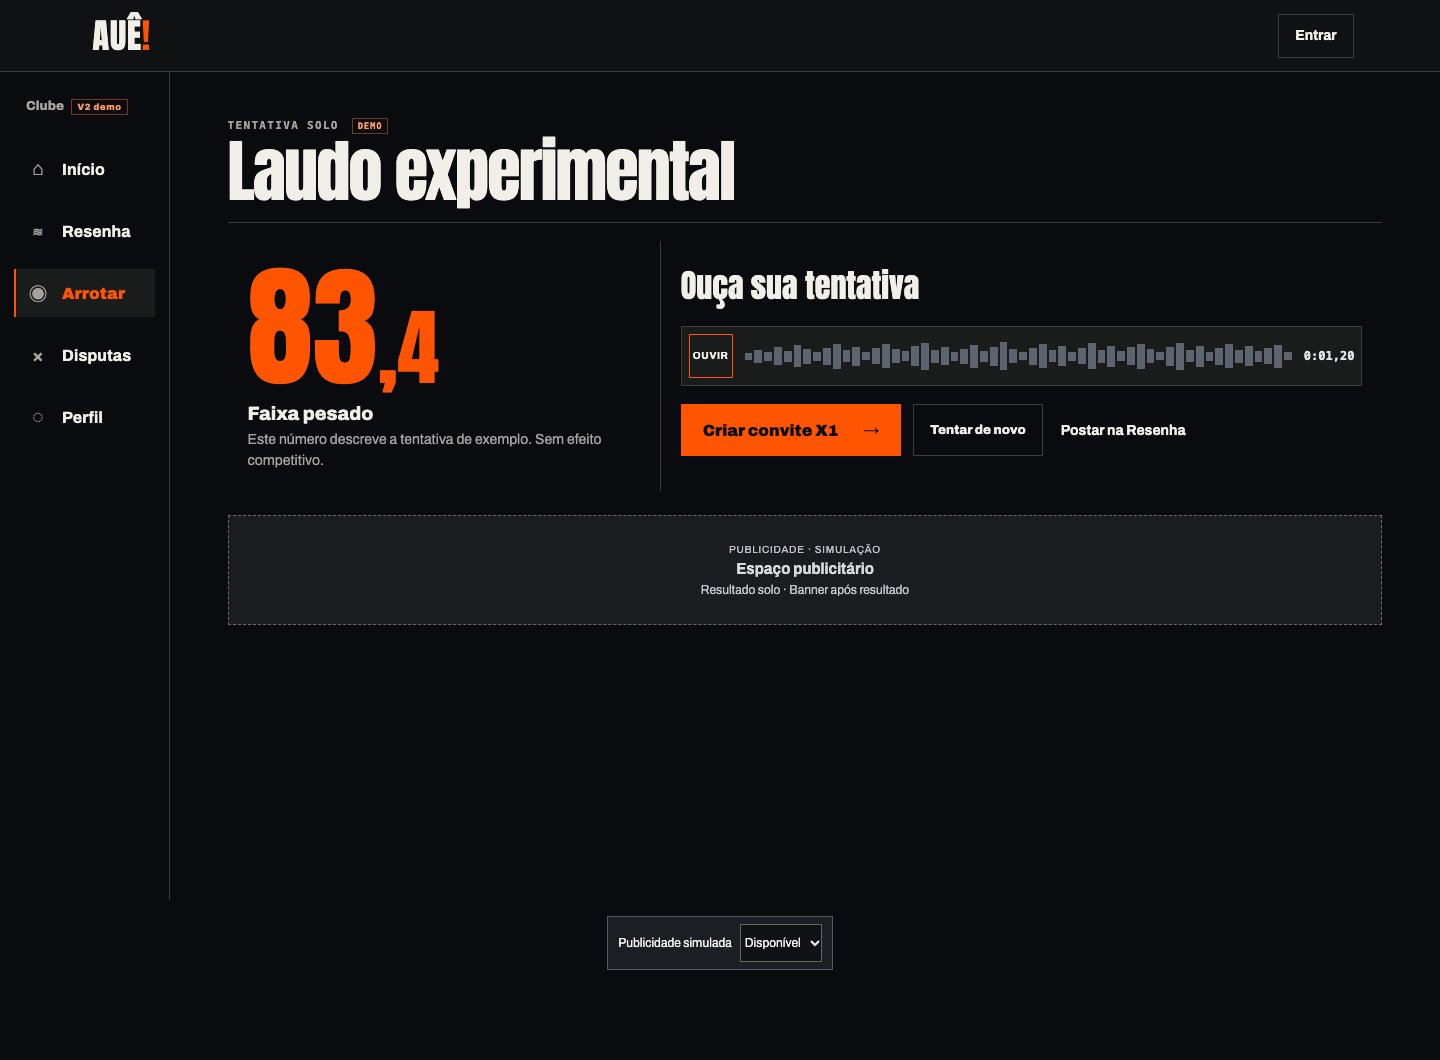 AUÊ!
Entrar
Clube V2 demo
Início
Resenha
Arrotar
Disputas
Perfil
TENTATIVA SOLO DEMO
Laudo experimental
83,4
Faixa pesado
Este número descreve a tentativa de exemplo. Sem efeito
competitivo.
Ouça sua tentativa
OUVIR 0:01,20
Criar convite X1 → Tentar de novo Postar na Resenha
PUBLICIDADE · SIMULAÇÃO
Espaço publicitário
Resultado solo · Banner após resultado
Publicidade simulada Disponível